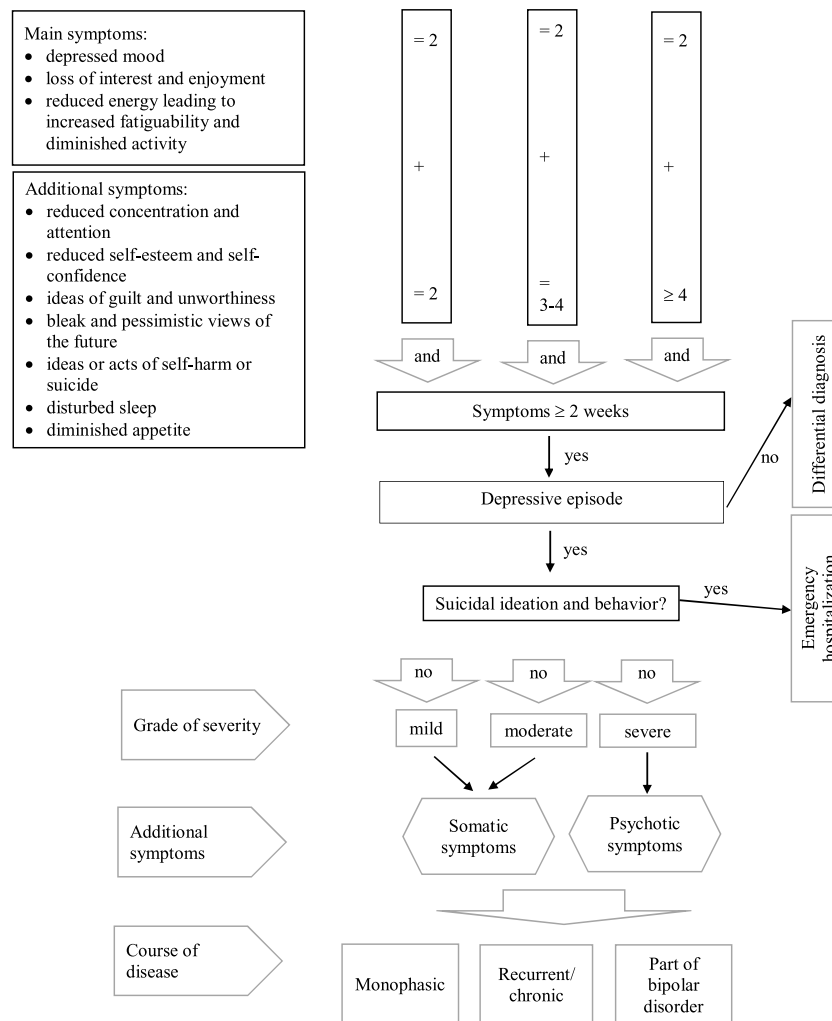 Main symptoms:
• depressed mood
• loss of interest and enjoyment
• reduced energy leading to
increased fatiguability and
diminished activity
Additional symptoms:
• reduced concentration and
attention
• reduced self-esteem and self-
confidence
• ideas of guilt and unworthiness
• bleak and pessimistic views of
the future
• ideas or acts of self-harm or
suicide
• disturbed sleep
• diminished appetite
= 2
+
= 2
= 2
+
=
3-4
= 2
+
≥ 4
and
and
and
Symptoms ≥ 2 weeks
yes
no
Differential diagnosis
Depressive episode
yes
Suicidal ideation and behavior?
yes
Emergency
hospitalization
no
no
no
Grade of severity
mild
moderate
severe
Additional
symptoms
Somatic
symptoms
Psychotic
symptoms
Course of
disease
Monophasic
Recurrent/
chronic
Part of
bipolar
disorder